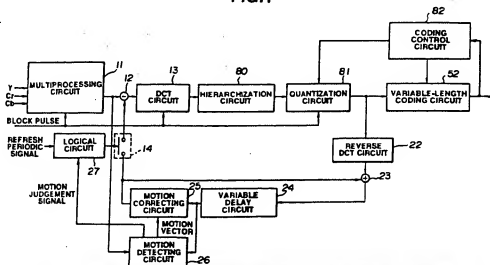 82
CODING
CONTROL
CIRCUIT
11
12
13
80
81
52
Y
Cr
Cb
MULTIPROCESSING
CIRCUIT
DCT
CIRCUIT
HIERARCHIZATION
CIRCUIT
QUANTIZATION
CIRCUIT
VARIABLE-LENGTH
CODING CIRCUIT
BLOCK PULSE
REFRESH
PERIODIC
SIGNAL
LOGICAL
CIRCUIT
27
14
REVERSE
DCT CIRCUIT
22
23
MOTION
JUDGEMENT
SIGNAL
MOTION
CORRECTING
CIRCUIT
25
VARIABLE
DELAY CIRCUIT
24
MOTION
VECTOR
MOTION
DETECTING
CIRCUIT
26